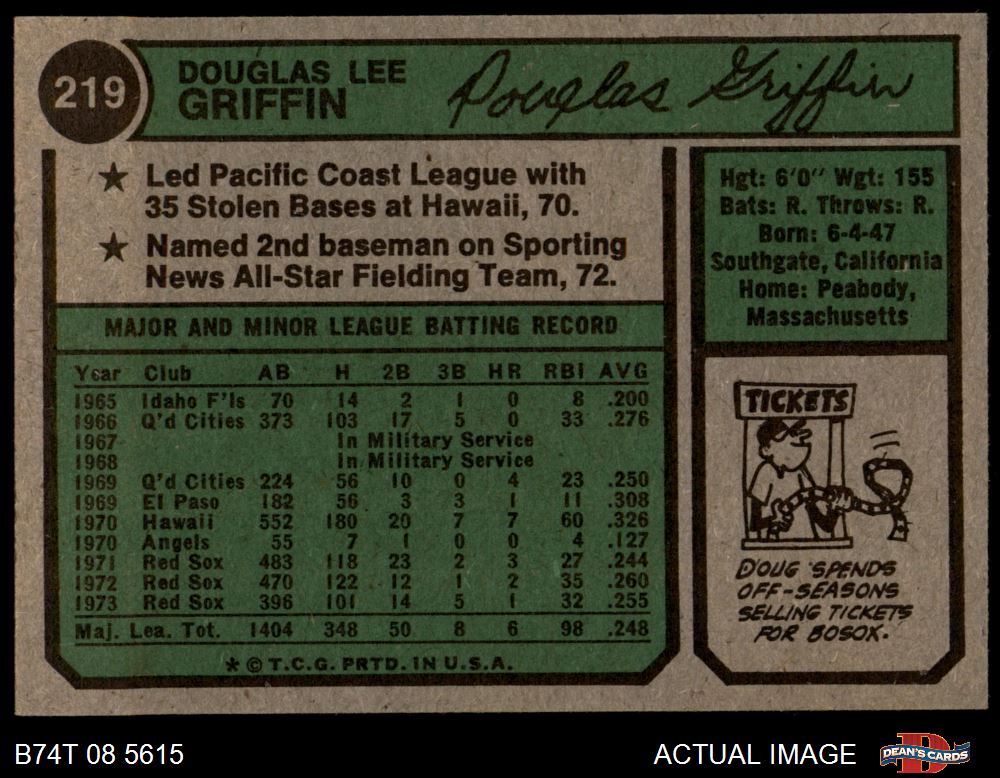 219
DOUGLAS LEE
GRIFFIN
Douglas Griffin
★ Led Pacific Coast League with
35 Stolen Bases at Hawaii, 70.
★ Named 2nd baseman on Sporting
News All-Star Fielding Team, 72.
MAJOR AND MINOR LEAGUE BATTING RECORD
Year Club AB H 2B 3B HR RBI AVG
1965 Idaho F'ls 70 14 2 1 0 8 .200
1966 Q'd Cities 373 103 17 5 0 33 .276
1967 In Military Service
1968 In Military Service
1969 Q'd Cities 224 56 10 0 4 23 .250
1969 El Paso 182 56 3 3 1 11 .308
1970 Hawaii 552 180 20 7 7 60 .326
1970 Angels 55 7 1 0 0 4 .127
1971 Red Sox 483 118 23 2 3 27 .244
1972 Red Sox 470 122 12 1 2 35 .260
1973 Red Sox 396 101 14 5 1 32 .255
Maj. Lea. Tot. 1404 348 50 8 6 98 .248
* © T.C.G. PRTD. IN U.S.A.
Hgt: 6'0" Wgt: 155
Bats: R. Throws: R.
Born: 6-4-47
Southgate, California
Home: Peabody,
Massachusetts
TICKETS
DOUG SPENDS
OFF-SEASONS
SELLING TICKETS
FOR BOSOX.
B74T 08 5615
ACTUAL IMAGE
DEAN'S CARDS